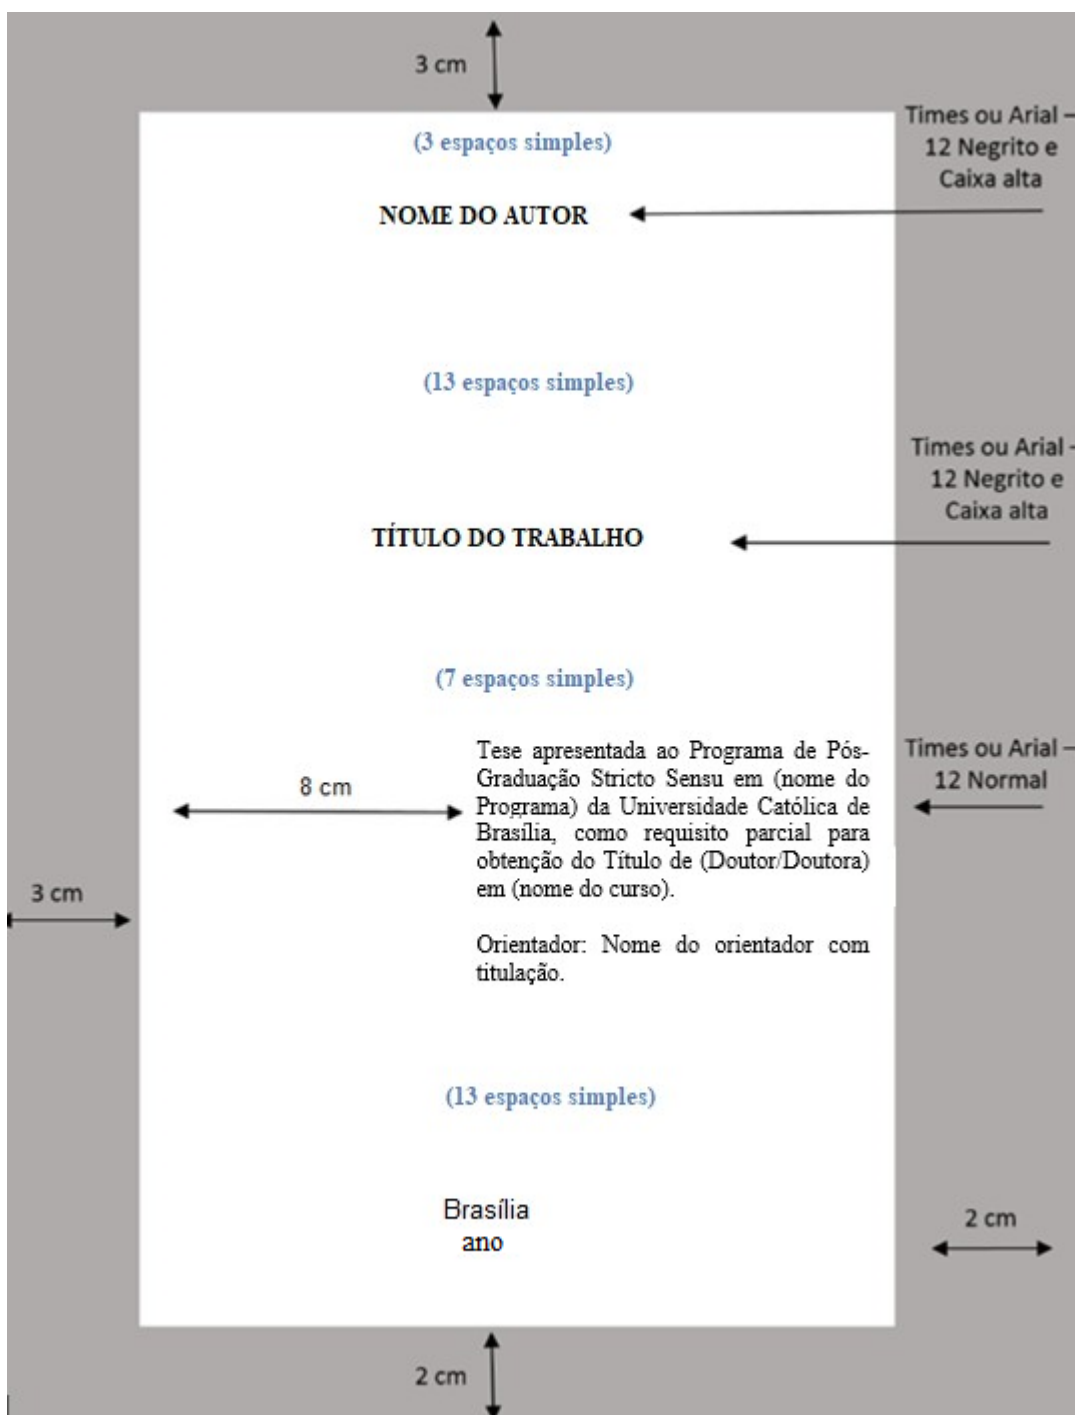 3 cm
Times ou Arial –
12 Negrito e
Caixa alta
(3 espaços simples)
NOME DO AUTOR
(13 espaços simples)
Times ou Arial -
12 Negrito e
Caixa alta
TÍTULO DO TRABALHO
(7 espaços simples)
Tese apresentada ao Programa de Pós-
Graduação Stricto Sensu em (nome do
Programa) da Universidade Católica de
Brasília, como requisito parcial para
obtenção do Título de (Doutor/Doutora)
em (nome do curso).
Times ou Arial –
12 Normal
8 cm
3 cm
Orientador: Nome do orientador com
titulação.
(13 espaços simples)
Brasília
ano
2 cm
2 cm